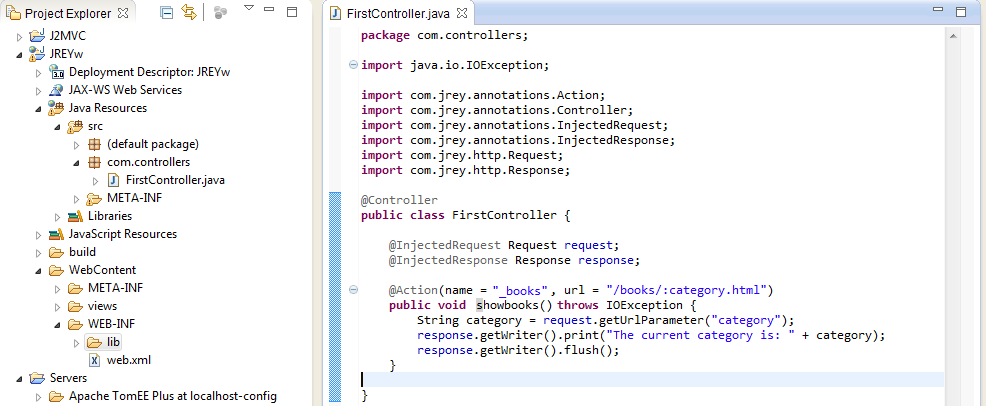 Project Explorer
J2MVC
JREYw
Deployment Descriptor: JREYw
JAX-WS Web Services
Java Resources
src
(default package)
com.controllers
FirstController.java
META-INF
Libraries
JavaScript Resources
build
WebContent
META-INF
views
WEB-INF
lib
web.xml
Servers
Apache TomEE Plus at localhost-config
FirstController.java
package com.controllers;
import java.io.IOException;
import com.jrey.annotations.Action;
import com.jrey.annotations.Controller;
import com.jrey.annotations.InjectedRequest;
import com.jrey.annotations.InjectedResponse;
import com.jrey.http.Request;
import com.jrey.http.Response;
@Controller
public class FirstController {
@InjectedRequest Request request;
@InjectedResponse Response response;
@Action(name = "_books", url = "/books/:category.html")
public void showbooks() throws IOException {
String category = request.getUrlParameter("category");
response.getWriter().print("The current category is: " + category);
response.getWriter().flush();
}
}